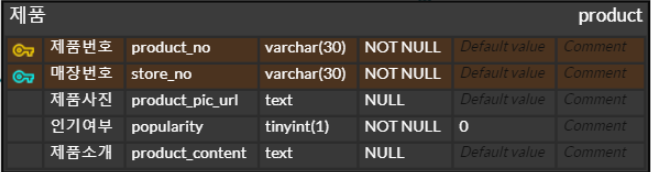 제품 product
제품번호 product_no varchar(30) NOT NULL Default value Comment
매장번호 store_no varchar(30) NOT NULL Default value Comment
제품사진 product_pic_url text NULL Default value Comment
인기여부 popularity tinyint(1) NOT NULL 0 Comment
제품소개 product_content text NULL Default value Comment